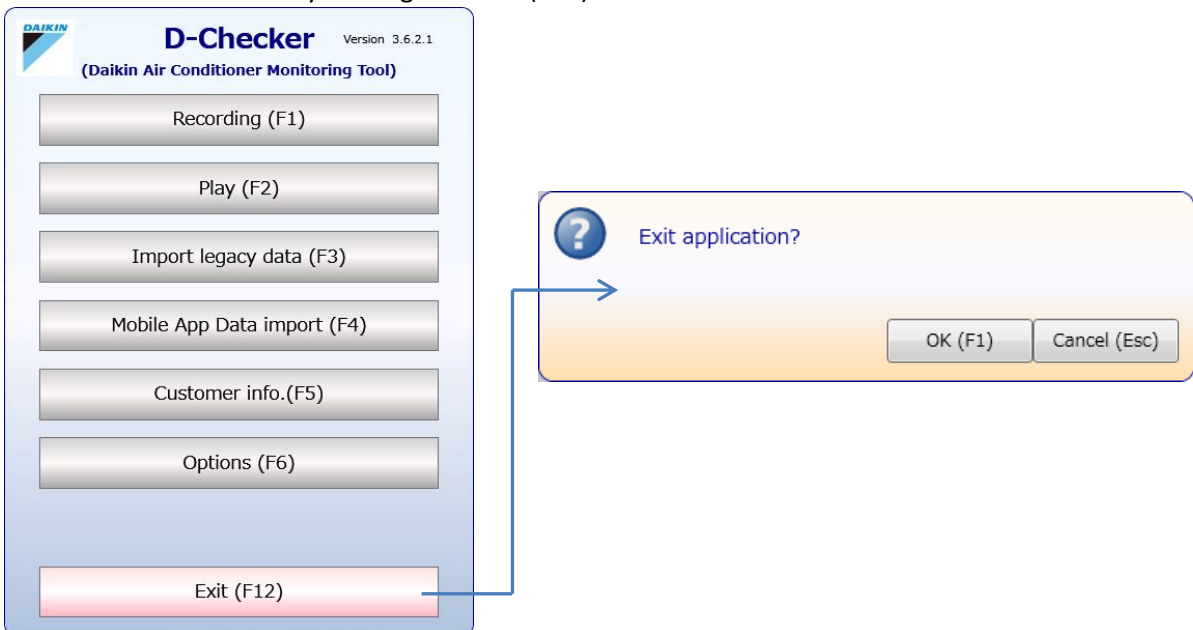 DAIKIN
D-Checker Version 3.6.2.1
(Daikin Air Conditioner Monitoring Tool)
Recording (F1)
Play (F2)
Import legacy data (F3)
Mobile App Data import (F4)
Customer info.(F5)
Options (F6)
Exit (F12)
Exit application?
OK (F1)
Cancel (Esc)